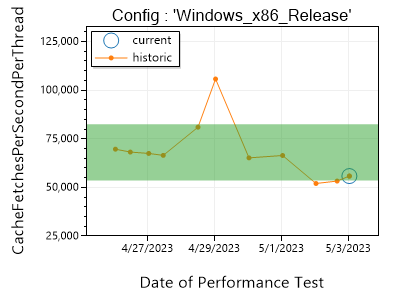 Config : 'Windows_x86_Release'
CacheFetchesPerSecondPerThread
125,000
100,000
75,000
50,000
25,000
current
historic
4/27/2023
4/29/2023
5/1/2023
5/3/2023
Date of Performance Test